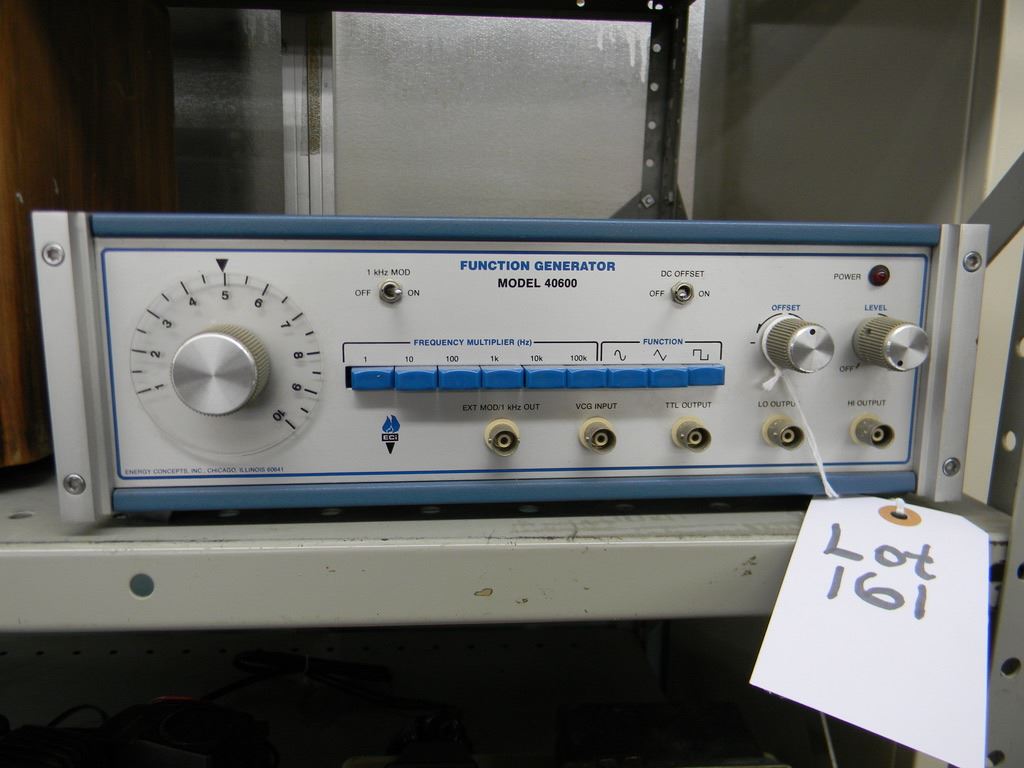 FUNCTION GENERATOR
MODEL 40600
1 kHz MOD
OFF ON
DC OFFSET
OFF ON
POWER
1 2 3 4 5 6 7 8 9 10
OFFSET
-
LEVEL
OFF
FREQUENCY MULTIPLIER (Hz)
FUNCTION
1 10 100 1k 10k 100k
EXT MOD/1 kHz OUT
VCG INPUT
TTL OUTPUT
LO OUTPUT
HI OUTPUT
ECI
ENERGY CONCEPTS, INC., CHICAGO, ILLINOIS 60641
Lot
161